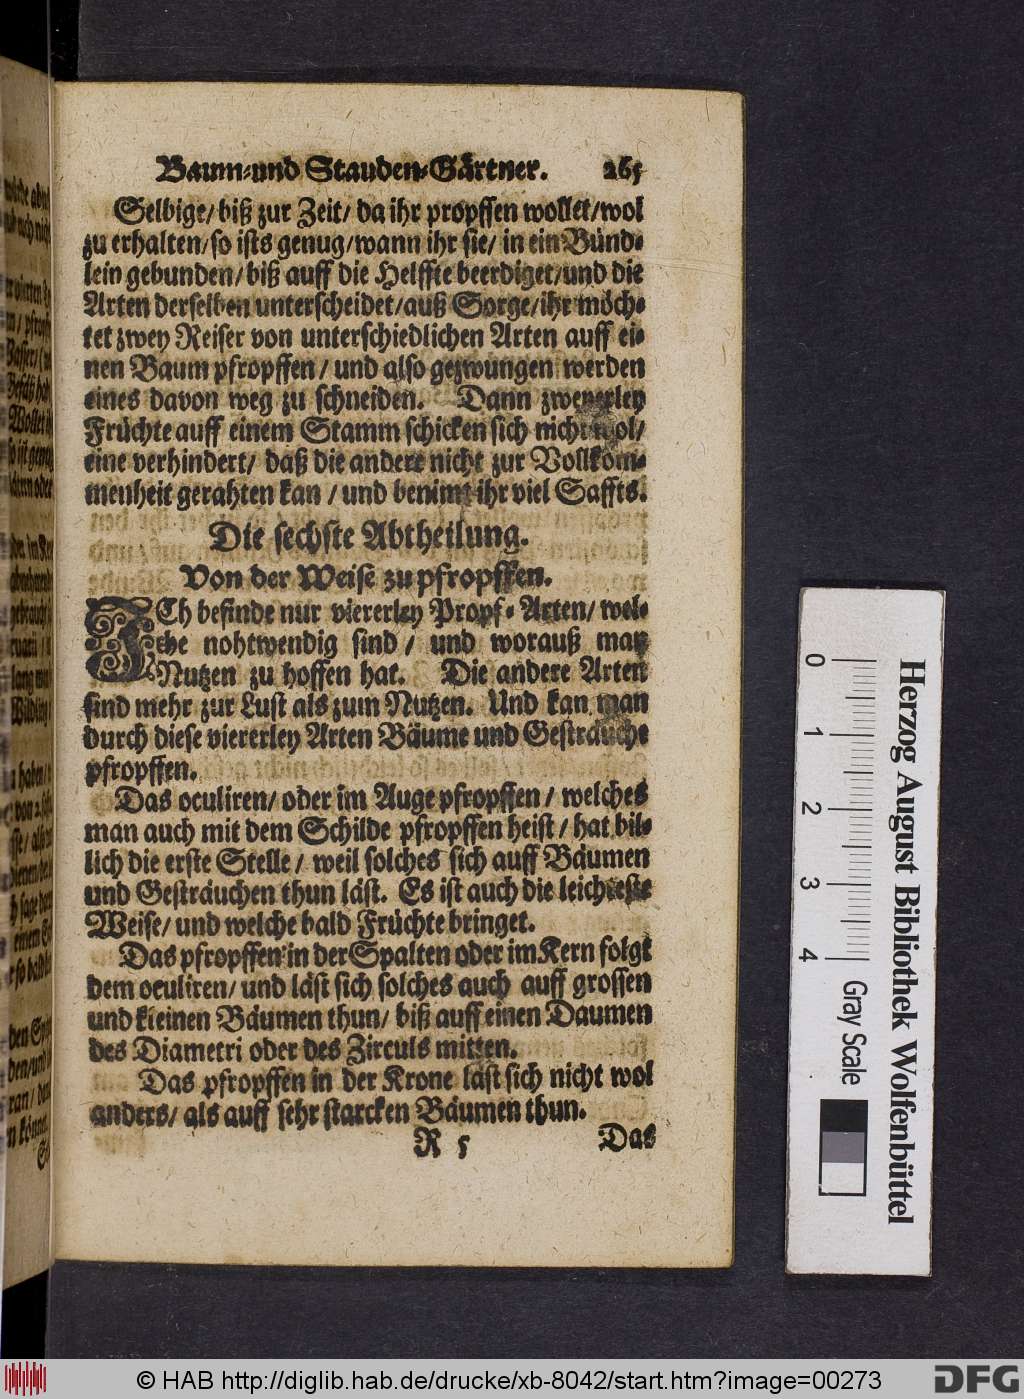 Baum-und Stauden-Gärtner. 265
Selbige/ biß zur Zeit/ da ihr propffen wollet/ wol
zu erhalten/ so ists genug/ wann ihr sie/ in ein Bünd-
lein gebunden/ biß auff die Helffte beerdiget/ und die
Arten derselben unterscheidet/ auß Sorge/ ihr möch-
tet zwey Reiser von unterschiedlichen Arten auff ei-
nen Baum pfropffen/ und also gezwungen werden
eines davon weg zu schneiden. Dann zweyerley
Früchte auff einem Stamm schicken sich nicht wol/
eine verhindert/ daß die andere nicht zur Vollkom-
menheit gerahten kan/ und benimt ihr viel Saffts.
Die sechste Abtheilung.
Von der Weise zu pfropffen.
ICh befinde nur viererley Propf-Arten/ wel-
che nohtwendig sind/ und worauß man
Nutzen zu hoffen hat. Die andere Arten
sind mehr zur Lust als zum Nutzen. Und kan man
durch diese viererley Arten Bäume und Gesträuche
pfropffen.
Das oculiren/ oder im Auge pfropffen/ welches
man auch mit dem Schilde pfropffen heist/ hat bil-
lich die erste Stelle/ weil solches sich auff Bäumen
und Gesträuchen thun läst. Es ist auch die leichteste
Weise/ und welche bald Früchte bringet.
Das pfropffen in der Spalten oder im Kern folgt
dem oculiren/ und läst sich solches auch auff grossen
und kleinen Bäumen thun/ biß auff einen Daumen
des Diametri oder des Zirculs mitten.
Das pfropffen in der Krone läst sich nicht wol
anders/ als auff sehr starcken Bäumen thun.
R 5 Das
Herzog August Bibliothek Wolfenbüttel
0 1 2 3 4 Gray Scale
© HAB http://diglib.hab.de/drucke/xb-8042/start.htm?image=00273
DFG